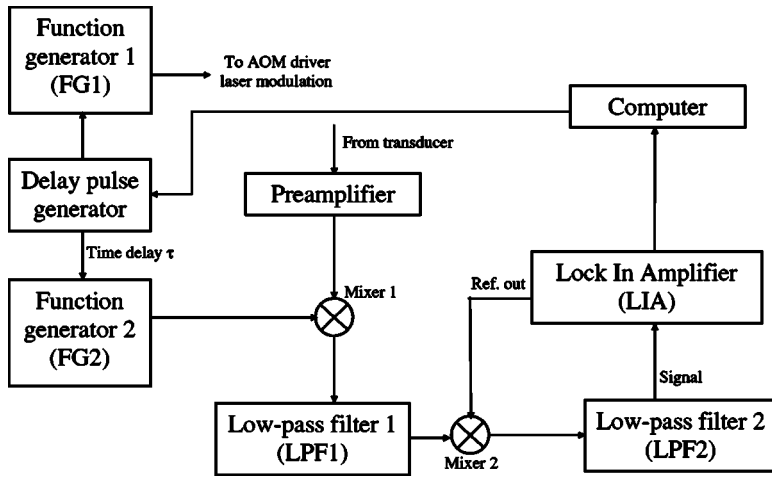 Function
generator 1
(FG1)
To AOM driver
laser modulation
Computer
From transducer
Delay pulse
generator
Preamplifier
Time delay τ
Function
generator 2
(FG2)
Mixer 1
Ref. out
Lock In Amplifier
(LIA)
Signal
Low-pass filter 1
(LPF1)
Mixer 2
Low-pass filter 2
(LPF2)